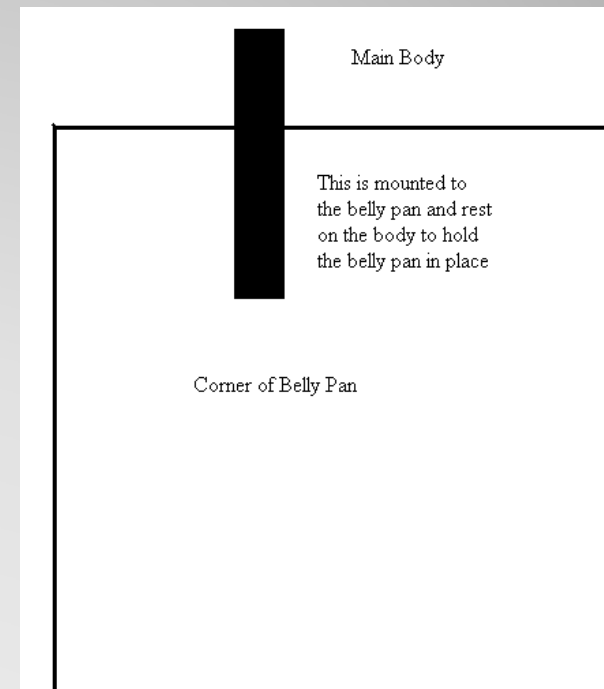 Main Body
This is mounted to
the belly pan and rest
on the body to hold
the belly pan in place
Corner of Belly Pan